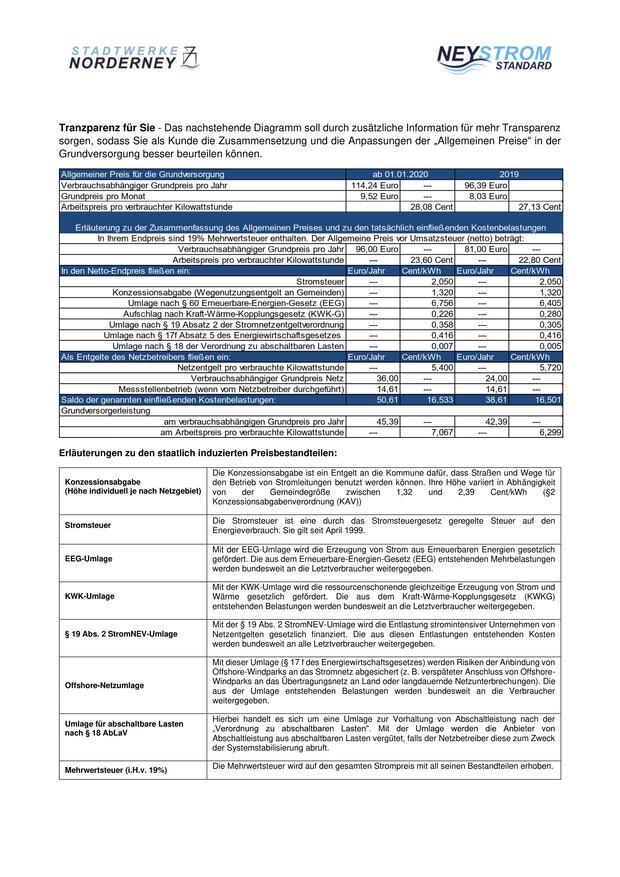 STADTWERKE
NORDERNEY
NEYSTROM
STANDARD
Tranzparenz für Sie - Das nachstehende Diagramm soll durch zusätzliche Information für mehr Transparenz
sorgen, sodass Sie als Kunde die Zusammensetzung und die Anpassungen der „Allgemeinen Preise“ in der
Grundversorgung besser beurteilen können.
Allgemeiner Preis für die Grundversorgung ab 01.01.2020 2019
Verbrauchsabhängiger Grundpreis pro Jahr 114,24 Euro --- 96,39 Euro
Grundpreis pro Monat 9,52 Euro --- 8,03 Euro
Arbeitspreis pro verbrauchter Kilowattstunde 28,08 Cent 27,13 Cent
Erläuterung zu der Zusammenfassung des Allgemeinen Preises und zu den tatsächlich einfließenden Kostenbelastungen
In Ihrem Endpreis sind 19% Mehrwertsteuer enthalten. Der Allgemeine Preis vor Umsatzsteuer (netto) beträgt:
Verbrauchsabhängiger Grundpreis pro Jahr 96,00 Euro --- 81,00 Euro ---
Arbeitspreis pro verbrauchter Kilowattstunde --- 23,60 Cent --- 22,80 Cent
In den Netto-Endpreis fließen ein: Euro/Jahr Cent/kWh Euro/Jahr Cent/kWh
Stromsteuer --- 2,050 --- 2,050
Konzessionsabgabe (Wegenutzungsentgelt an Gemeinden) --- 1,320 --- 1,320
Umlage nach § 60 Erneuerbare-Energien-Gesetz (EEG) --- 6,756 --- 6,405
Aufschlag nach Kraft-Wärme-Kopplungsgesetz (KWK-G) --- 0,226 --- 0,280
Umlage nach § 19 Absatz 2 der Stromnetzentgeltverordnung --- 0,358 --- 0,305
Umlage nach § 17f Absatz 5 des Energiewirtschaftsgesetzes --- 0,416 --- 0,416
Umlage nach § 18 der Verordnung zu abschaltbaren Lasten --- 0,007 --- 0,005
Als Entgelte des Netzbetreibers fließen ein: Euro/Jahr Cent/kWh Euro/Jahr Cent/kWh
Netzentgelt pro verbrauchte Kilowattstunde --- 5,400 --- 5,720
Verbrauchsabhängiger Grundpreis Netz 36,00 --- 24,00 ---
Messstellenbetrieb (wenn vom Netzbetreiber durchgeführt) 14,61 --- 14,61 ---
Saldo der genannten einfließenden Kostenbelastungen: 50,61 16,533 38,61 16,501
Grundversorgerleistung
am verbrauchsabhängigen Grundpreis pro Jahr 45,39 --- 42,39 ---
am Arbeitspreis pro verbrauchte Kilowattstunde --- 7,067 --- 6,299
Erläuterungen zu den staatlich induzierten Preisbestandteilen:
Konzessionsabgabe
(Höhe individuell je nach Netzgebiet)
Die Konzessionsabgabe ist ein Entgelt an die Kommune dafür, dass Straßen und Wege für
den Betrieb von Stromleitungen benutzt werden können. Ihre Höhe variiert in Abhängigkeit
von der Gemeindegröße zwischen 1,32 und 2,39 Cent/kWh (§2
Konzessionsabgabenverordnung (KAV))
Stromsteuer
Die Stromsteuer ist eine durch das Stromsteuergesetz geregelte Steuer auf den
Energieverbrauch. Sie gilt seit April 1999.
EEG-Umlage
Mit der EEG-Umlage wird die Erzeugung von Strom aus Erneuerbaren Energien gesetzlich
gefördert. Die aus dem Erneuerbare-Energien-Gesetz (EEG) entstehenden Mehrbelastungen
werden bundesweit an die Letztverbraucher weitergegeben.
KWK-Umlage
Mit der KWK-Umlage wird die ressourcenschonende gleichzeitige Erzeugung von Strom und
Wärme gesetzlich gefördert. Die aus dem Kraft-Wärme-Kopplungsgesetz (KWKG)
entstehenden Belastungen werden bundesweit an die Letztverbraucher weitergegeben.
§ 19 Abs. 2 StromNEV-Umlage
Mit der § 19 Abs. 2 StromNEV-Umlage wird die Entlastung stromintensiver Unternehmen von
Netzentgelten gesetzlich finanziert. Die aus diesen Entlastungen entstehenden Kosten
werden bundesweit an alle Letztverbraucher weitergegeben.
Offshore-Netzumlage
Mit dieser Umlage (§ 17 f des Energiewirtschaftsgesetzes) werden Risiken der Anbindung von
Offshore-Windparks an das Stromnetz abgesichert (z. B. verspäteter Anschluss von Offshore-
Windparks an das Übertragungsnetz an Land oder langdauernde Netzunterbrechungen). Die
aus der Umlage entstehenden Belastungen werden bundesweit an die Verbraucher
weitergegeben.
Umlage für abschaltbare Lasten
nach § 18 AbLaV
Hierbei handelt es sich um eine Umlage zur Vorhaltung von Abschaltleistung nach der
„Verordnung zu abschaltbaren Lasten“. Mit der Umlage werden die Anbieter von
Abschaltleistung aus abschaltbaren Lasten vergütet, falls der Netzbetreiber diese zum Zweck
der Systemstabilisierung abruft.
Mehrwertsteuer (i.H.v. 19%)
Die Mehrwertsteuer wird auf den gesamten Strompreis mit all seinen Bestandteilen erhoben.